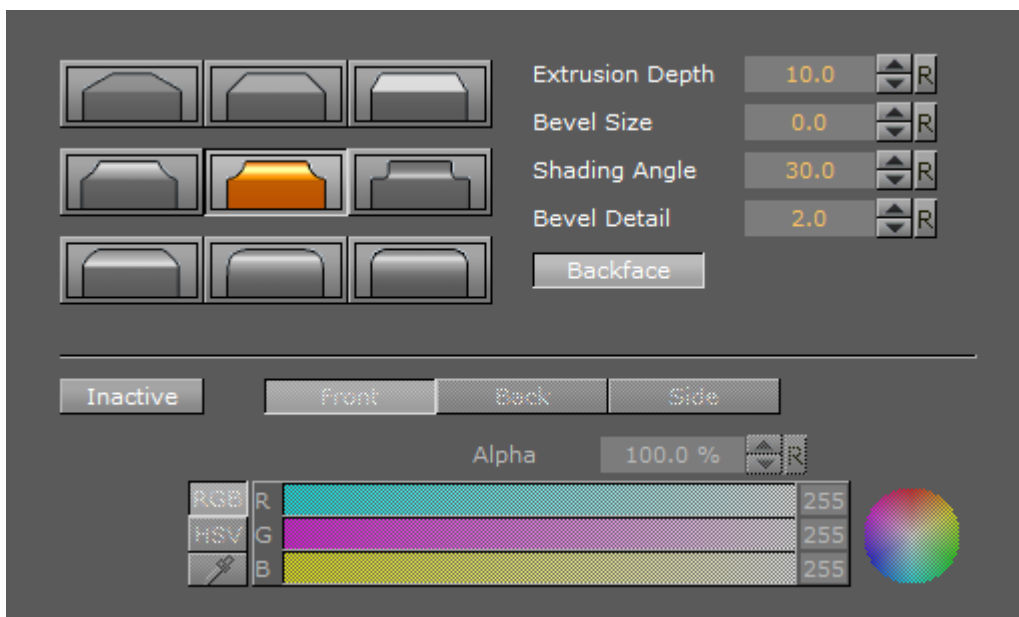 Extrusion Depth 10.0 R
Bevel Size 0.0 R
Shading Angle 30.0 R
Bevel Detail 2.0 R
Backface
Inactive Front Back Side
Alpha 100.0 % R
RGB R 255
HSV G 255
B 255